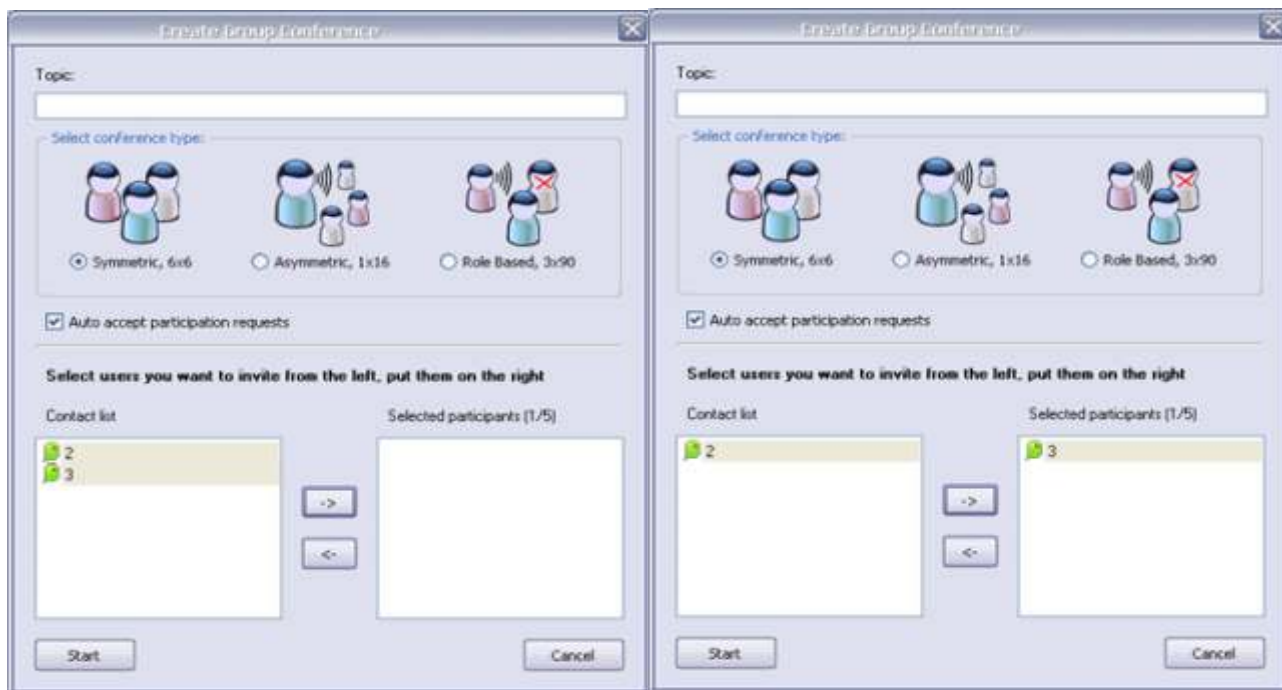 Create Group Conference
Topic:
Select conference type:
Symmetric, 6x6
Asymmetric, 1x16
Role Based, 3x90
Auto accept participation requests
Select users you want to invite from the left, put them on the right
Contact list
Selected participants (1/5)
2
3
->
<-
Start
Cancel
Create Group Conference
Topic:
Select conference type:
Symmetric, 6x6
Asymmetric, 1x16
Role Based, 3x90
Auto accept participation requests
Select users you want to invite from the left, put them on the right
Contact list
Selected participants (1/5)
2
3
->
<-
Start
Cancel